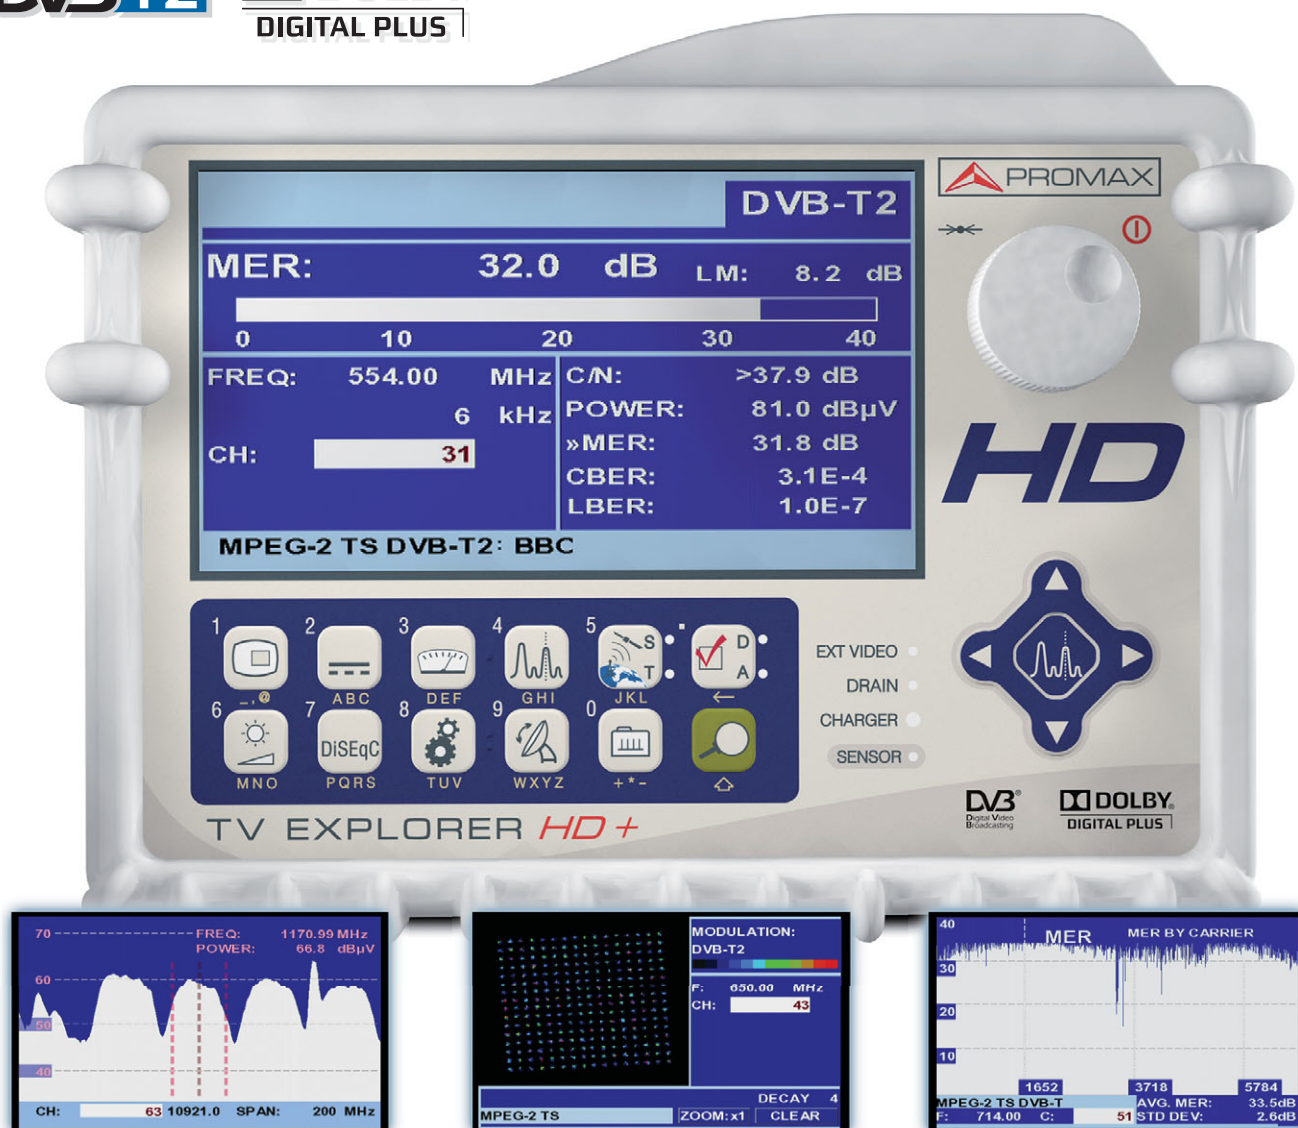 DVB T2
DIGITAL PLUS
PROMAX
DVB-T2
MER: 32.0 dB LM: 8.2 dB
0 10 20 30 40
FREQ: 554.00 MHz
6 kHz
CH: 31
C/N: >37.9 dB
POWER: 81.0 dBµV
»MER: 31.8 dB
CBER: 3.1E-4
LBER: 1.0E-7
MPEG-2 TS DVB-T2: BBC
HD
1 2 3 4 5 S T D A
_,@ ABC DEF GHI JKL ←
6 7 8 9 0
DiSEqC
MNO PQRS TUV WXYZ +*-
EXT VIDEO
DRAIN
CHARGER
SENSOR
TV EXPLORER HD+
DVB®
Digital Video
Broadcasting
DOLBY®
DIGITAL PLUS
70 FREQ: 1170.99 MHz
POWER: 66.8 dBµV
60
50
40
CH: 63 10921.0 SPAN: 200 MHz
MODULATION:
DVB-T2
F: 650.00 MHz
CH: 43
DECAY 4
MPEG-2 TS ZOOM:x1 CLEAR
40 MER MER BY CARRIER
30
20
10
1652 3718 5784
MPEG-2 TS DVB-T AVG. MER: 33.5dB
F: 714.00 C: 51 STD DEV: 2.6dB